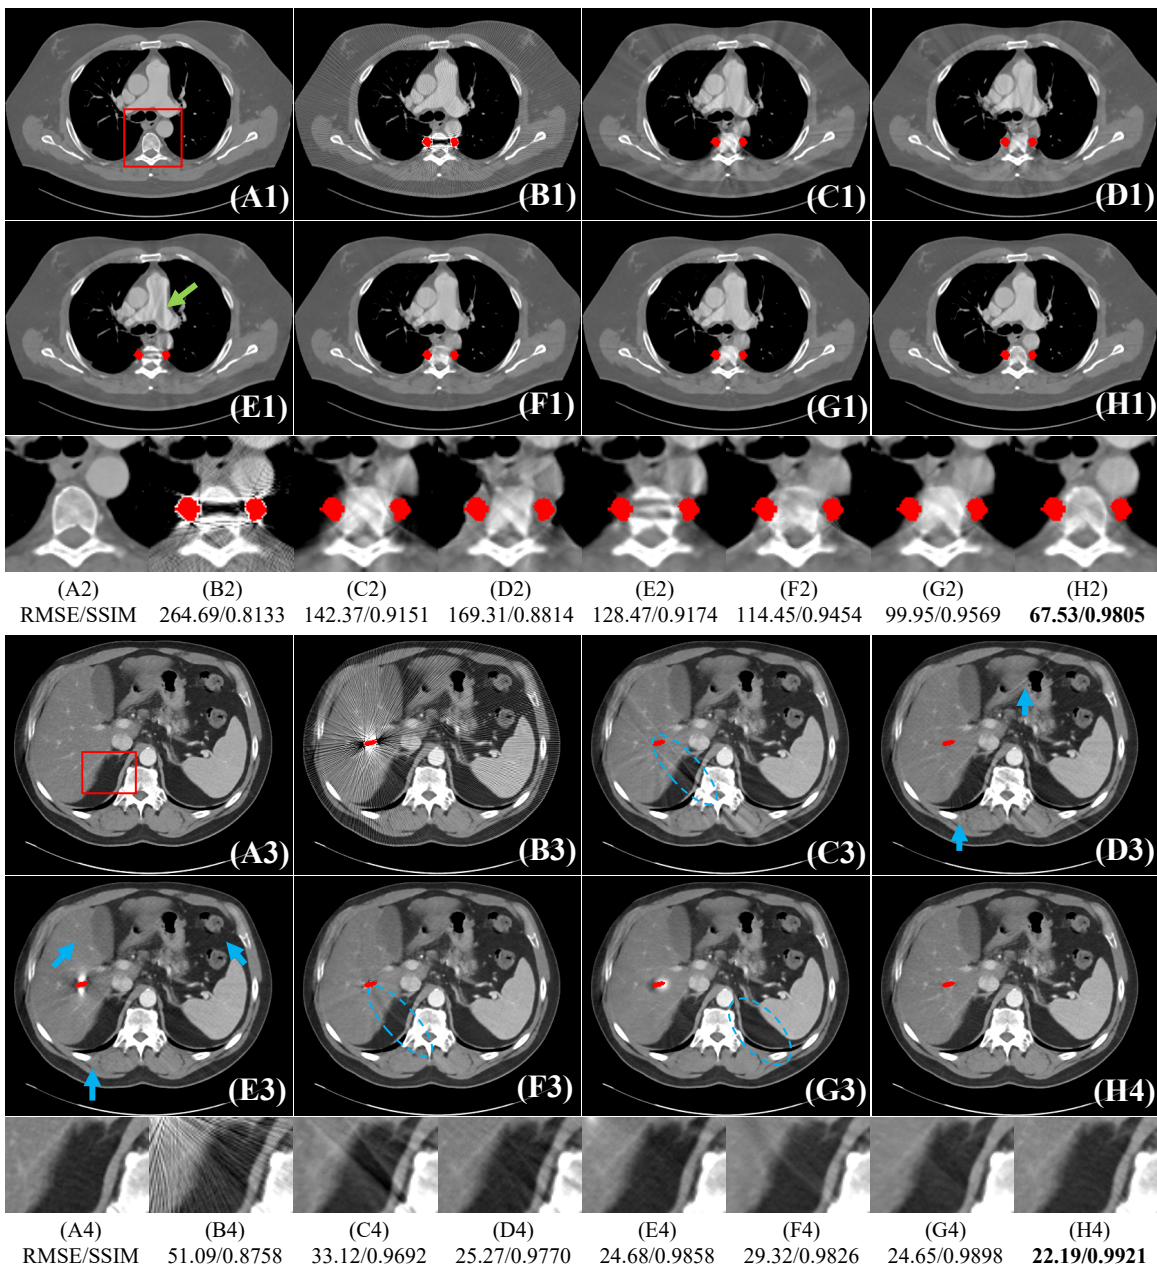 (A1) (B1) (C1) (D1)
(E1) (F1) (G1) (H1)
(A2) (B2) (C2) (D2) (E2) (F2) (G2) (H2)
RMSE/SSIM 264.69/0.8133 142.37/0.9151 169.31/0.8814 128.47/0.9174 114.45/0.9454 99.95/0.9569 67.53/0.9805
(A3) (B3) (C3) (D3)
(E3) (F3) (G3) (H4)
(A4) (B4) (C4) (D4) (E4) (F4) (G4) (H4)
RMSE/SSIM 51.09/0.8758 33.12/0.9692 25.27/0.9770 24.68/0.9858 29.32/0.9826 24.65/0.9898 22.19/0.9921